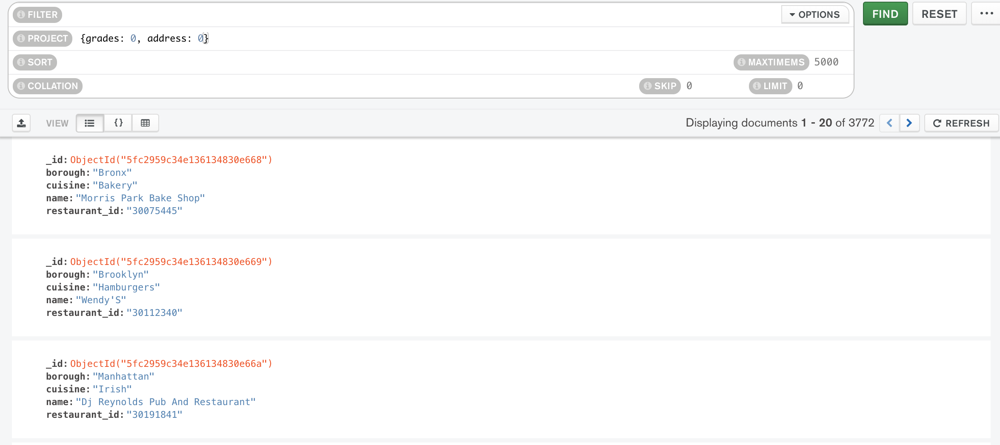 FILTER
OPTIONS
FIND
RESET
PROJECT {grades: 0, address: 0}
SORT
MAXTIMEMS 5000
COLLATION
SKIP 0
LIMIT 0
VIEW
{}
Displaying documents 1 - 20 of 3772
REFRESH
_id: ObjectId("5fc2959c34e136134830e668")
borough: "Bronx"
cuisine: "Bakery"
name: "Morris Park Bake Shop"
restaurant_id: "30075445"
_id: ObjectId("5fc2959c34e136134830e669")
borough: "Brooklyn"
cuisine: "Hamburgers"
name: "Wendy'S"
restaurant_id: "30112340"
_id: ObjectId("5fc2959c34e136134830e66a")
borough: "Manhattan"
cuisine: "Irish"
name: "Dj Reynolds Pub And Restaurant"
restaurant_id: "30191841"